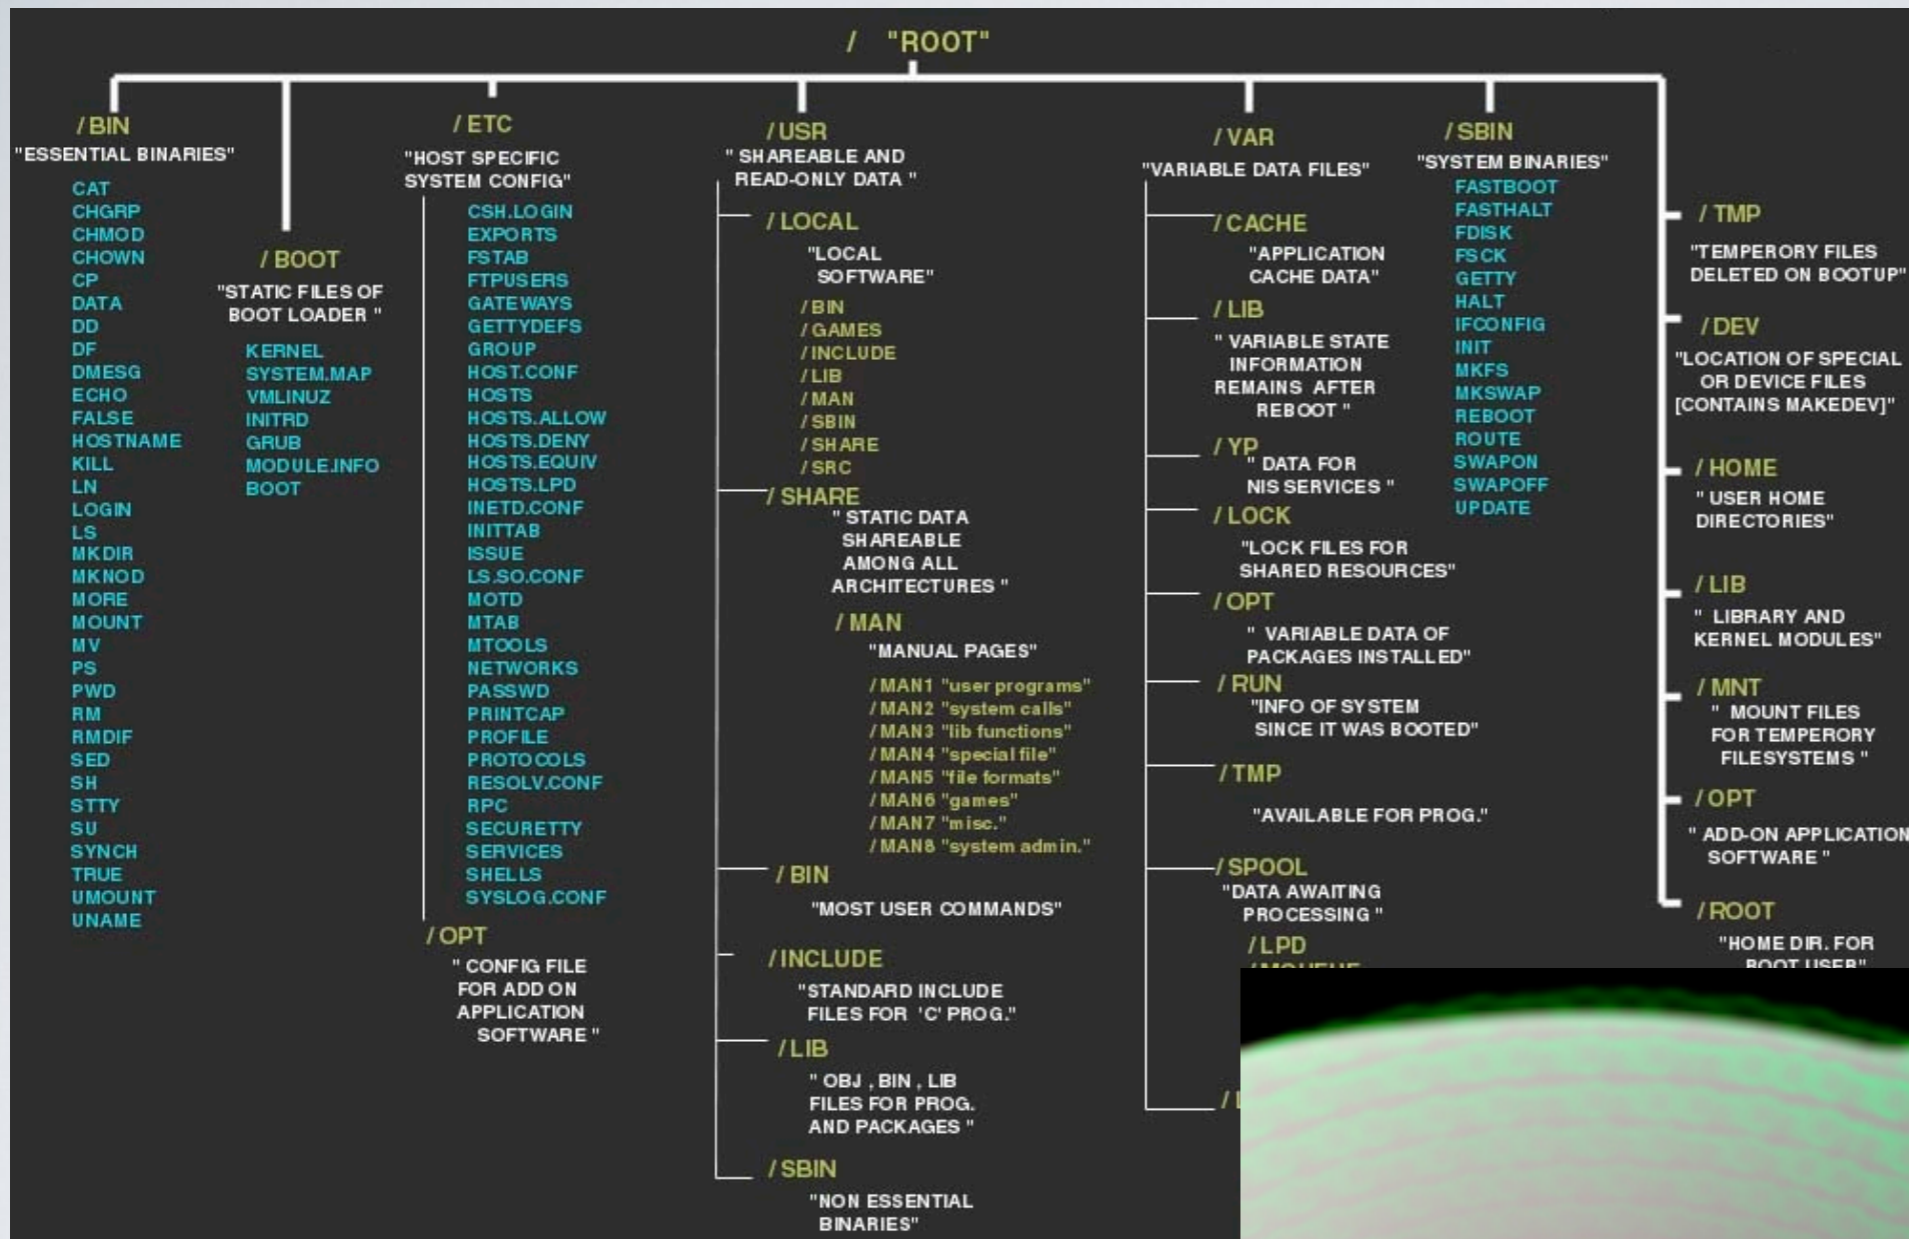 / "ROOT"
/BIN
"ESSENTIAL BINARIES"
CAT
CHGRP
CHMOD
CHOWN
CP
DATA
DD
DF
DMESG
ECHO
FALSE
HOSTNAME
KILL
LN
LOGIN
LS
MKDIR
MKNOD
MORE
MOUNT
MV
PS
PWD
RM
RMDIF
SED
SH
STTY
SU
SYNCH
TRUE
UMOUNT
UNAME
/BOOT
"STATIC FILES OF
BOOT LOADER "
KERNEL
SYSTEM.MAP
VMLINUZ
INITRD
GRUB
MODULE.INFO
BOOT
/ETC
"HOST SPECIFIC
SYSTEM CONFIG"
CSH.LOGIN
EXPORTS
FSTAB
FTPUSERS
GATEWAYS
GETTYDEFS
GROUP
HOST.CONF
HOSTS
HOSTS.ALLOW
HOSTS.DENY
HOSTS.EQUIV
HOSTS.LPD
INETD.CONF
INITTAB
ISSUE
LS.SO.CONF
MOTD
MTAB
MTOOLS
NETWORKS
PASSWD
PRINTCAP
PROFILE
PROTOCOLS
RESOLV.CONF
RPC
SECURETTY
SERVICES
SHELLS
SYSLOG.CONF
/OPT
" CONFIG FILE
FOR ADD ON
APPLICATION
SOFTWARE "
/USR
" SHAREABLE AND
READ-ONLY DATA "
/LOCAL
"LOCAL
SOFTWARE"
/BIN
/GAMES
/INCLUDE
/LIB
/MAN
/SBIN
/SHARE
/SRC
/SHARE
" STATIC DATA
SHAREABLE
AMONG ALL
ARCHITECTURES "
/MAN
"MANUAL PAGES"
/MAN1 "user programs"
/MAN2 "system calls"
/MAN3 "lib functions"
/MAN4 "special file"
/MAN5 "file formats"
/MAN6 "games"
/MAN7 "misc."
/MAN8 "system admin."
/BIN
"MOST USER COMMANDS"
/INCLUDE
"STANDARD INCLUDE
FILES FOR 'C' PROG."
/LIB
" OBJ , BIN , LIB
FILES FOR PROG.
AND PACKAGES "
/SBIN
"NON ESSENTIAL
BINARIES"
/VAR
"VARIABLE DATA FILES"
/CACHE
"APPLICATION
CACHE DATA"
/LIB
" VARIABLE STATE
INFORMATION
REMAINS AFTER
REBOOT "
/YP
" DATA FOR
NIS SERVICES "
/LOCK
"LOCK FILES FOR
SHARED RESOURCES"
/OPT
" VARIABLE DATA OF
PACKAGES INSTALLED"
/RUN
"INFO OF SYSTEM
SINCE IT WAS BOOTED"
/TMP
"AVAILABLE FOR PROG."
/SPOOL
"DATA AWAITING
PROCESSING "
/LPD
/SBIN
"SYSTEM BINARIES"
FASTBOOT
FASTHALT
FDISK
FSCK
GETTY
HALT
IFCONFIG
INIT
MKFS
MKSWAP
REBOOT
ROUTE
SWAPON
SWAPOFF
UPDATE
/TMP
"TEMPERORY FILES
DELETED ON BOOTUP"
/DEV
"LOCATION OF SPECIAL
OR DEVICE FILES
[CONTAINS MAKEDEV]"
/HOME
" USER HOME
DIRECTORIES"
/LIB
" LIBRARY AND
KERNEL MODULES"
/MNT
" MOUNT FILES
FOR TEMPERORY
FILESYSTEMS "
/OPT
" ADD-ON APPLICATION
SOFTWARE "
/ROOT
"HOME DIR. FOR
ROOT USER"